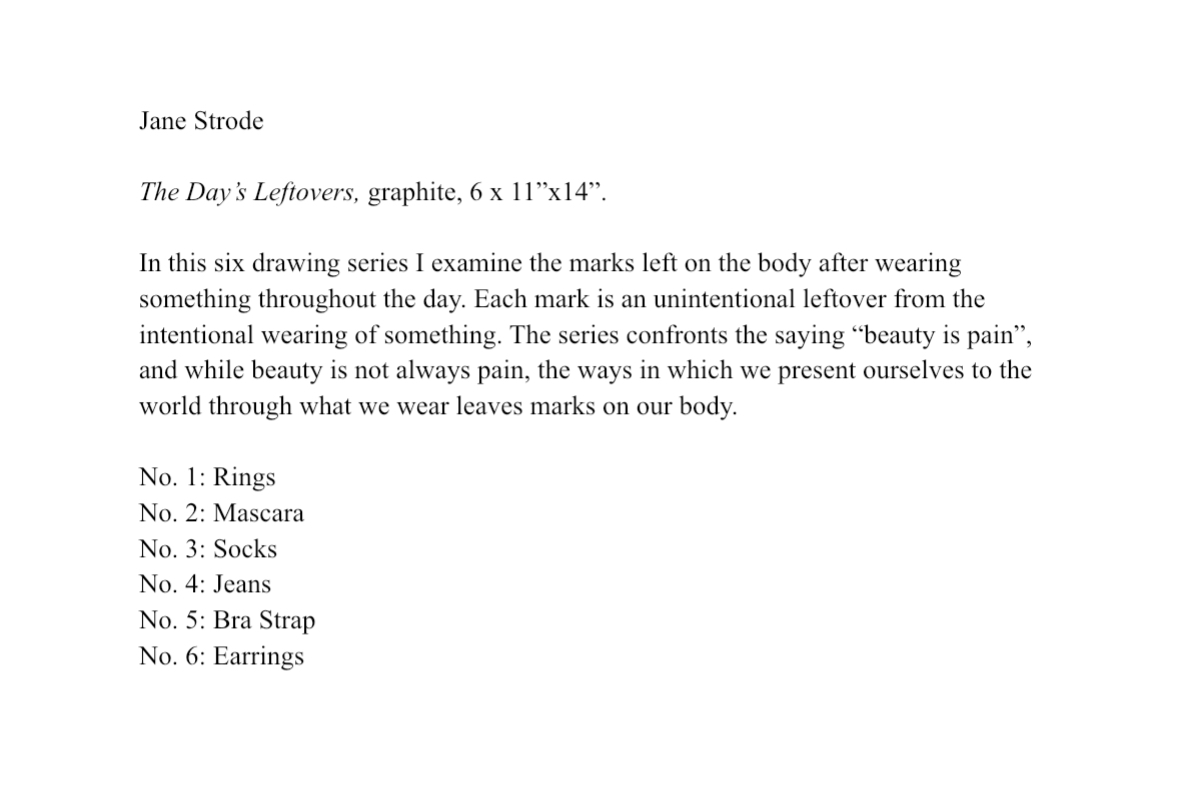 Jane Strode
The Day’s Leftovers, graphite, 6 x 11”x14”.
In this six drawing series I examine the marks left on the body after wearing
something throughout the day. Each mark is an unintentional leftover from the
intentional wearing of something. The series confronts the saying “beauty is pain”,
and while beauty is not always pain, the ways in which we present ourselves to the
world through what we wear leaves marks on our body.
No. 1: Rings
No. 2: Mascara
No. 3: Socks
No. 4: Jeans
No. 5: Bra Strap
No. 6: Earrings